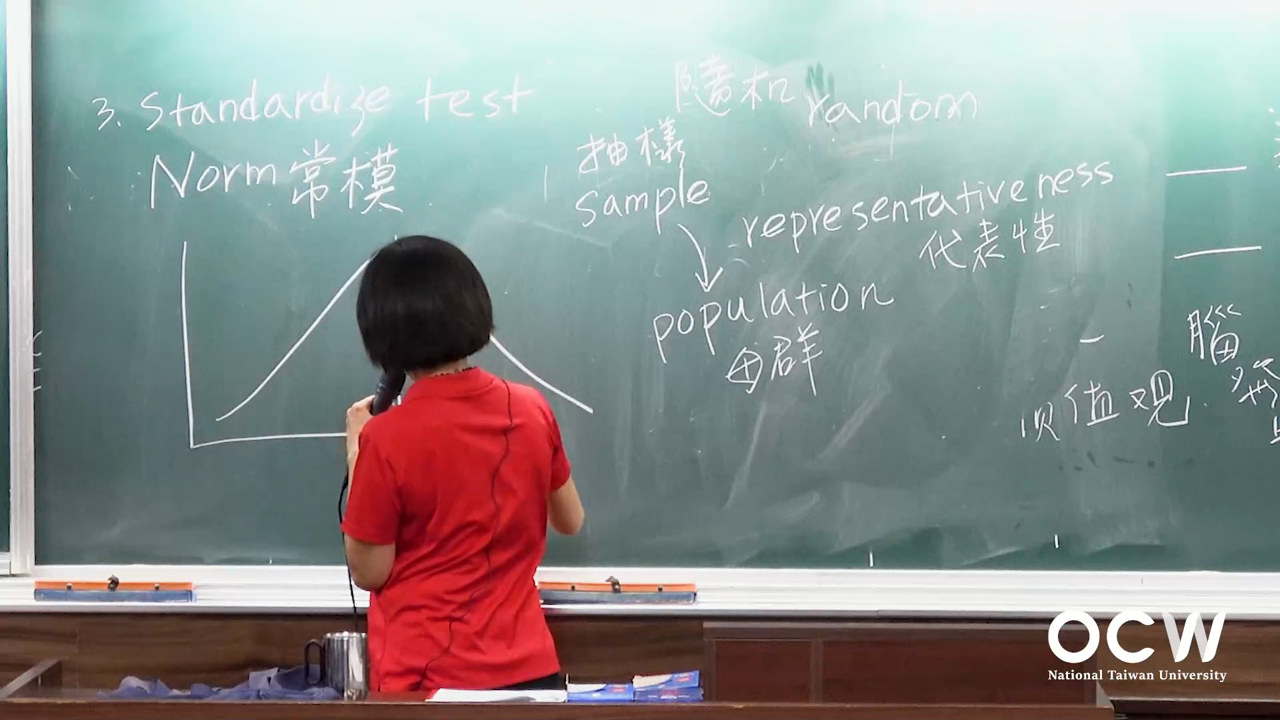 3. Standardize test
Norm 常模
隨机 random
抽樣
sample
representativeness
代表性
population
母群
值观
腦
OCW
National Taiwan University